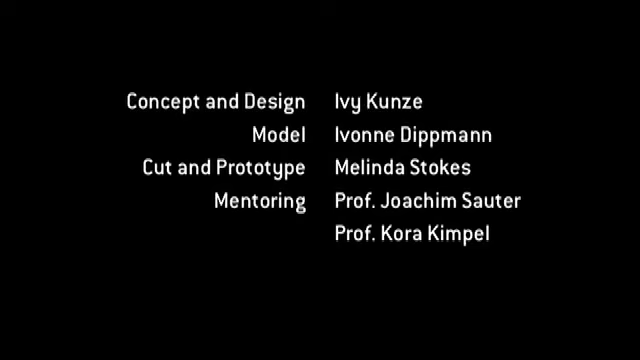 Concept and Design Ivy Kunze
Model Ivonne Dippmann
Cut and Prototype Melinda Stokes
Mentoring Prof. Joachim Sauter
Prof. Kora Kimpel